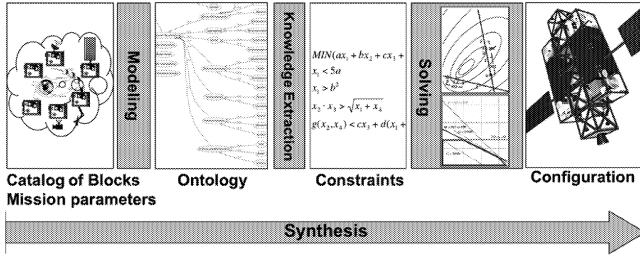 Modeling
Knowledge Extraction
MIN(ax₁ + bx₂ + cx₃ +
x₁ < 5a
x₁ > b²
x₂ · x₃ > √x₁ + x₄
g(x₂,x₄) < cx₃ + d(x₁ +
Solving
Catalog of Blocks
Mission parameters
Ontology
Constraints
Configuration
Synthesis